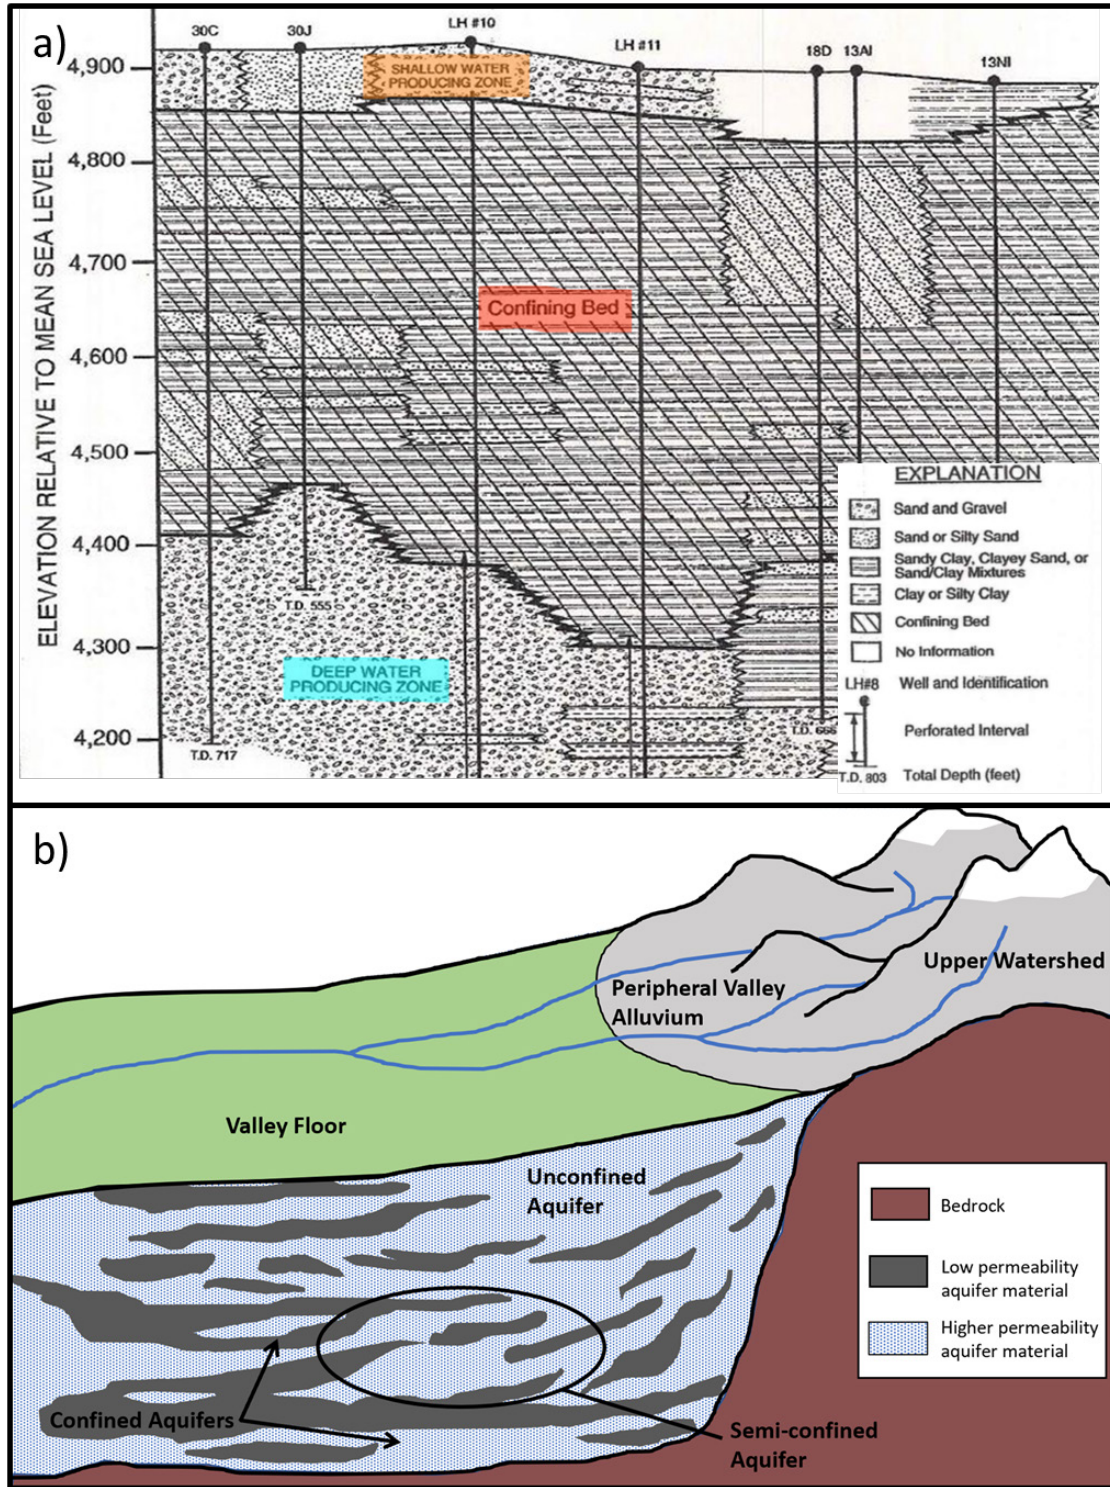 a)
30C
30J
LH #10
LH #11
18D
13AI
13NI
ELEVATION RELATIVE TO MEAN SEA LEVEL (Feet)
4,900
4,800
4,700
4,600
4,500
4,400
4,300
4,200
SHALLOW WATER
PRODUCING ZONE
Confining Bed
DEEP WATER
PRODUCING ZONE
T.D. 555
T.D. 717
T.D. 666
EXPLANATION
Sand and Gravel
Sand or Silty Sand
Sandy Clay, Clayey Sand, or
Sand/Clay Mixtures
Clay or Silty Clay
Confining Bed
No Information
LH#8 Well and Identification
Perforated Interval
T.D. 803 Total Depth (feet)
b)
Upper Watershed
Peripheral Valley
Alluvium
Valley Floor
Unconfined
Aquifer
Confined Aquifers
Semi-confined
Aquifer
Bedrock
Low permeability
aquifer material
Higher permeability
aquifer material